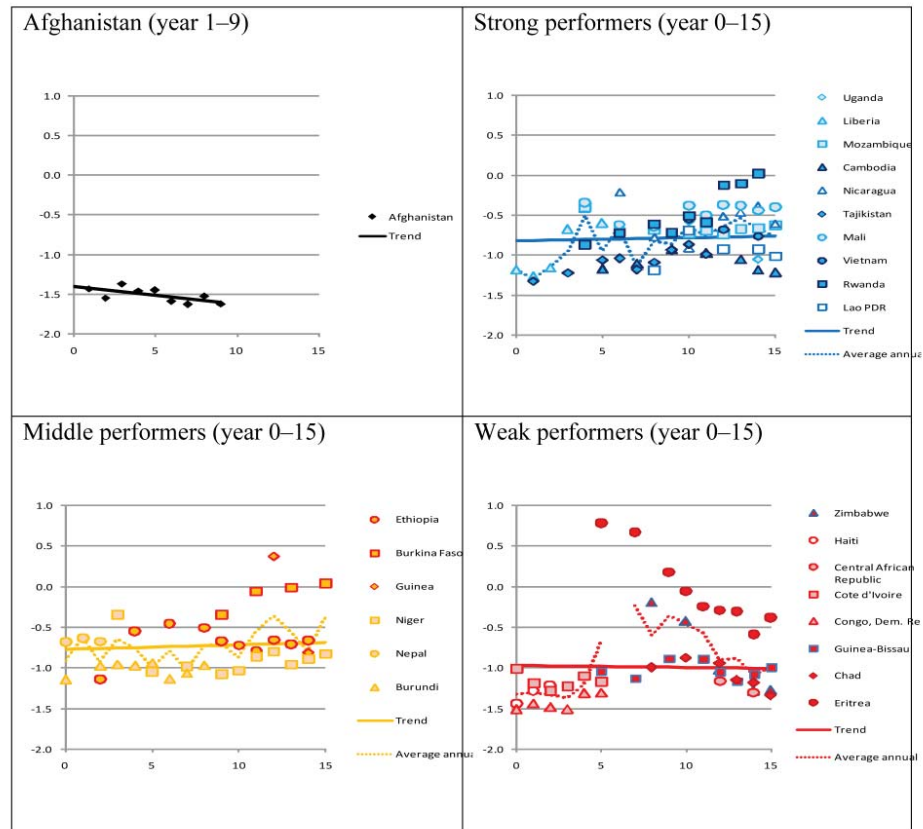 Afghanistan (year 1–9)
1.0
0.5
0.0
-0.5
-1.0
-1.5
-2.0
0 5 10 15
Afghanistan
Trend
Strong performers (year 0–15)
1.0
0.5
0.0
-0.5
-1.0
-1.5
-2.0
0 5 10 15
Uganda
Liberia
Mozambique
Cambodia
Nicaragua
Tajikistan
Mali
Vietnam
Rwanda
Lao PDR
Trend
Average annua
Middle performers (year 0–15)
1.0
0.5
0.0
-0.5
-1.0
-1.5
-2.0
0 5 10 15
Ethiopia
Burkina Faso
Guinea
Niger
Nepal
Burundi
Trend
Average annua
Weak performers (year 0–15)
1.0
0.5
0.0
-0.5
-1.0
-1.5
-2.0
0 5 10 15
Zimbabwe
Haiti
Central African
Republic
Cote d'Ivoire
Congo, Dem. Re
Guinea-Bissau
Chad
Eritrea
Trend
Average annual